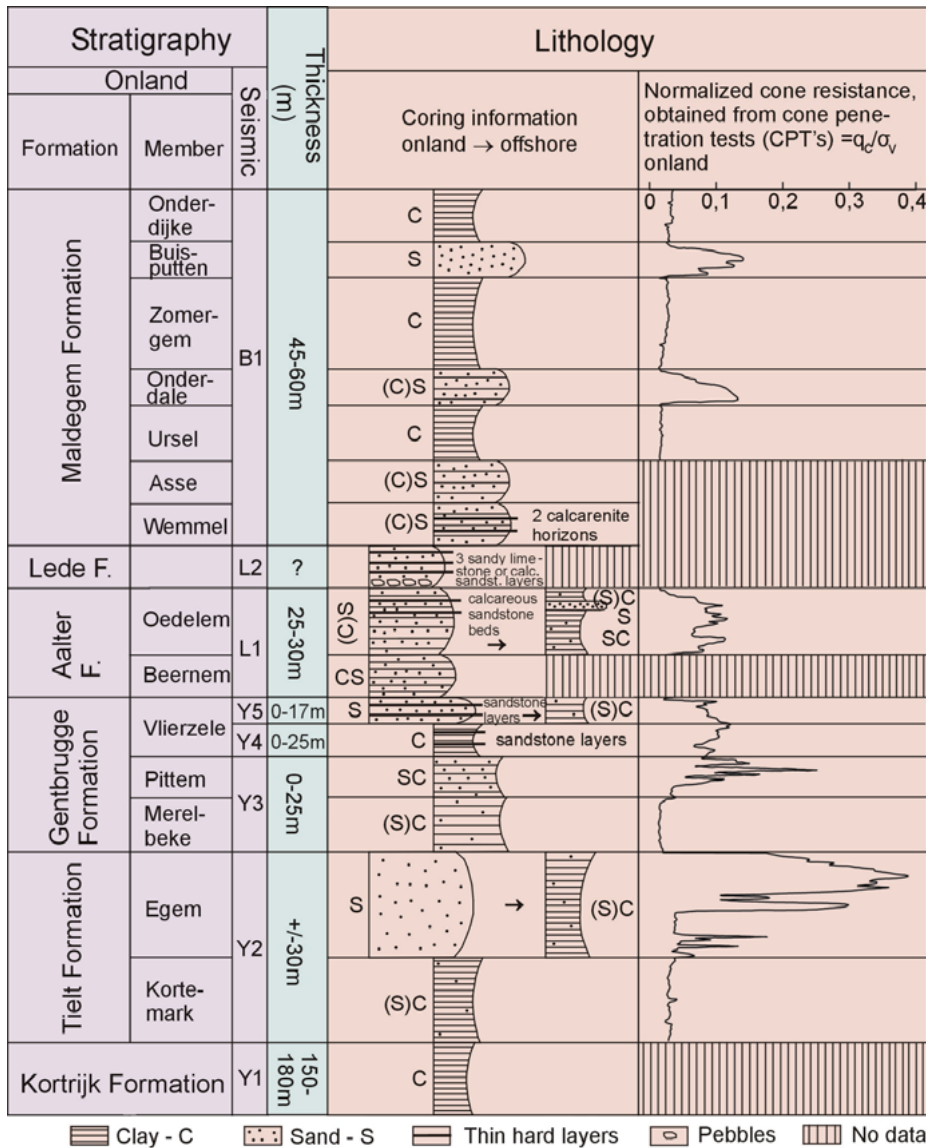 Stratigraphy
Lithology
Onland
Formation
Member
Seismic
Thickness
(m)
Coring information
onland → offshore
Normalized cone resistance,
obtained from cone pene-
tration tests (CPT's) =qc/σv
onland
0 0,1 0,2 0,3 0,4
Maldegem Formation
Onder-
dijke
Buis-
putten
Zomer-
gem
Onder-
dale
Ursel
Asse
Wemmel
B1
45-60m
C
S
C
(C)S
C
(C)S
(C)S
2 calcarenite
horizons
Lede F.
L2
?
3 sandy lime-
stone or calc.
sandst. layers
Aalter
F.
Oedelem
Beernem
L1
25-30m
S(C)
calcareous
sandstone
beds
→
(S)C
S
SC
CS
Gentbrugge
Formation
Vlierzele
Pittem
Merel-
beke
Y5
0-17m
S
sandstone
layers →
(S)C
Y4
0-25m
C
sandstone layers
Y3
0-25m
SC
(S)C
Tielt Formation
Egem
Korte-
mark
Y2
+/-30m
S
→
(S)C
(S)C
Kortrijk Formation
Y1
150-
180m
C
Clay - C
Sand - S
Thin hard layers
Pebbles
No data